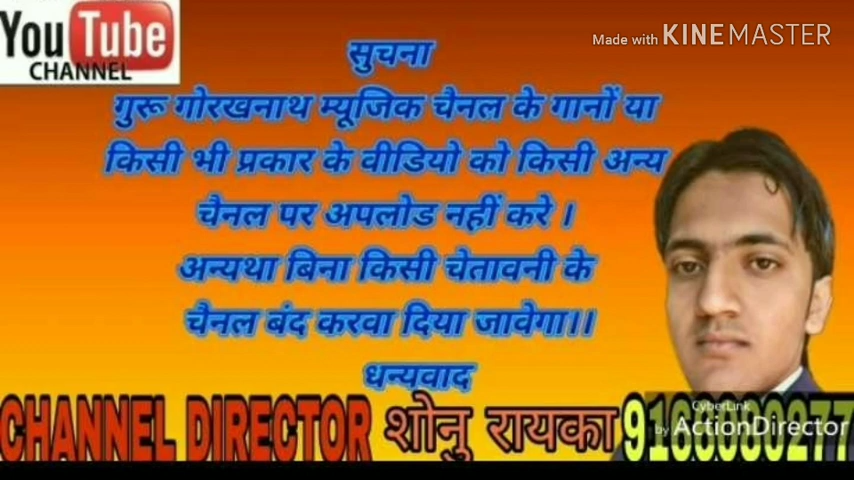 You Tube
CHANNEL
Made with KINEMASTER
सुचना
गुरू गोरखनाथ म्यूजिक चैनल के गानों या
किसी भी प्रकार के वीडियो को किसी अन्य
चैनल पर अपलोड नहीं करे ।
अन्यथा बिना किसी चेतावनी के
चैनल बंद करवा दिया जावेगा।।
धन्यवाद
CHANNEL DIRECTOR शोनु रायका
CyberLink
by ActionDirector